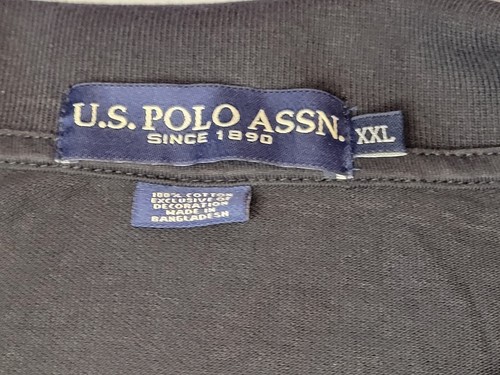 U.S. POLO ASSN.
SINCE 1890
XXL
100% COTTON
EXCLUSIVE OF
DECORATION
MADE IN
BANGLADESH